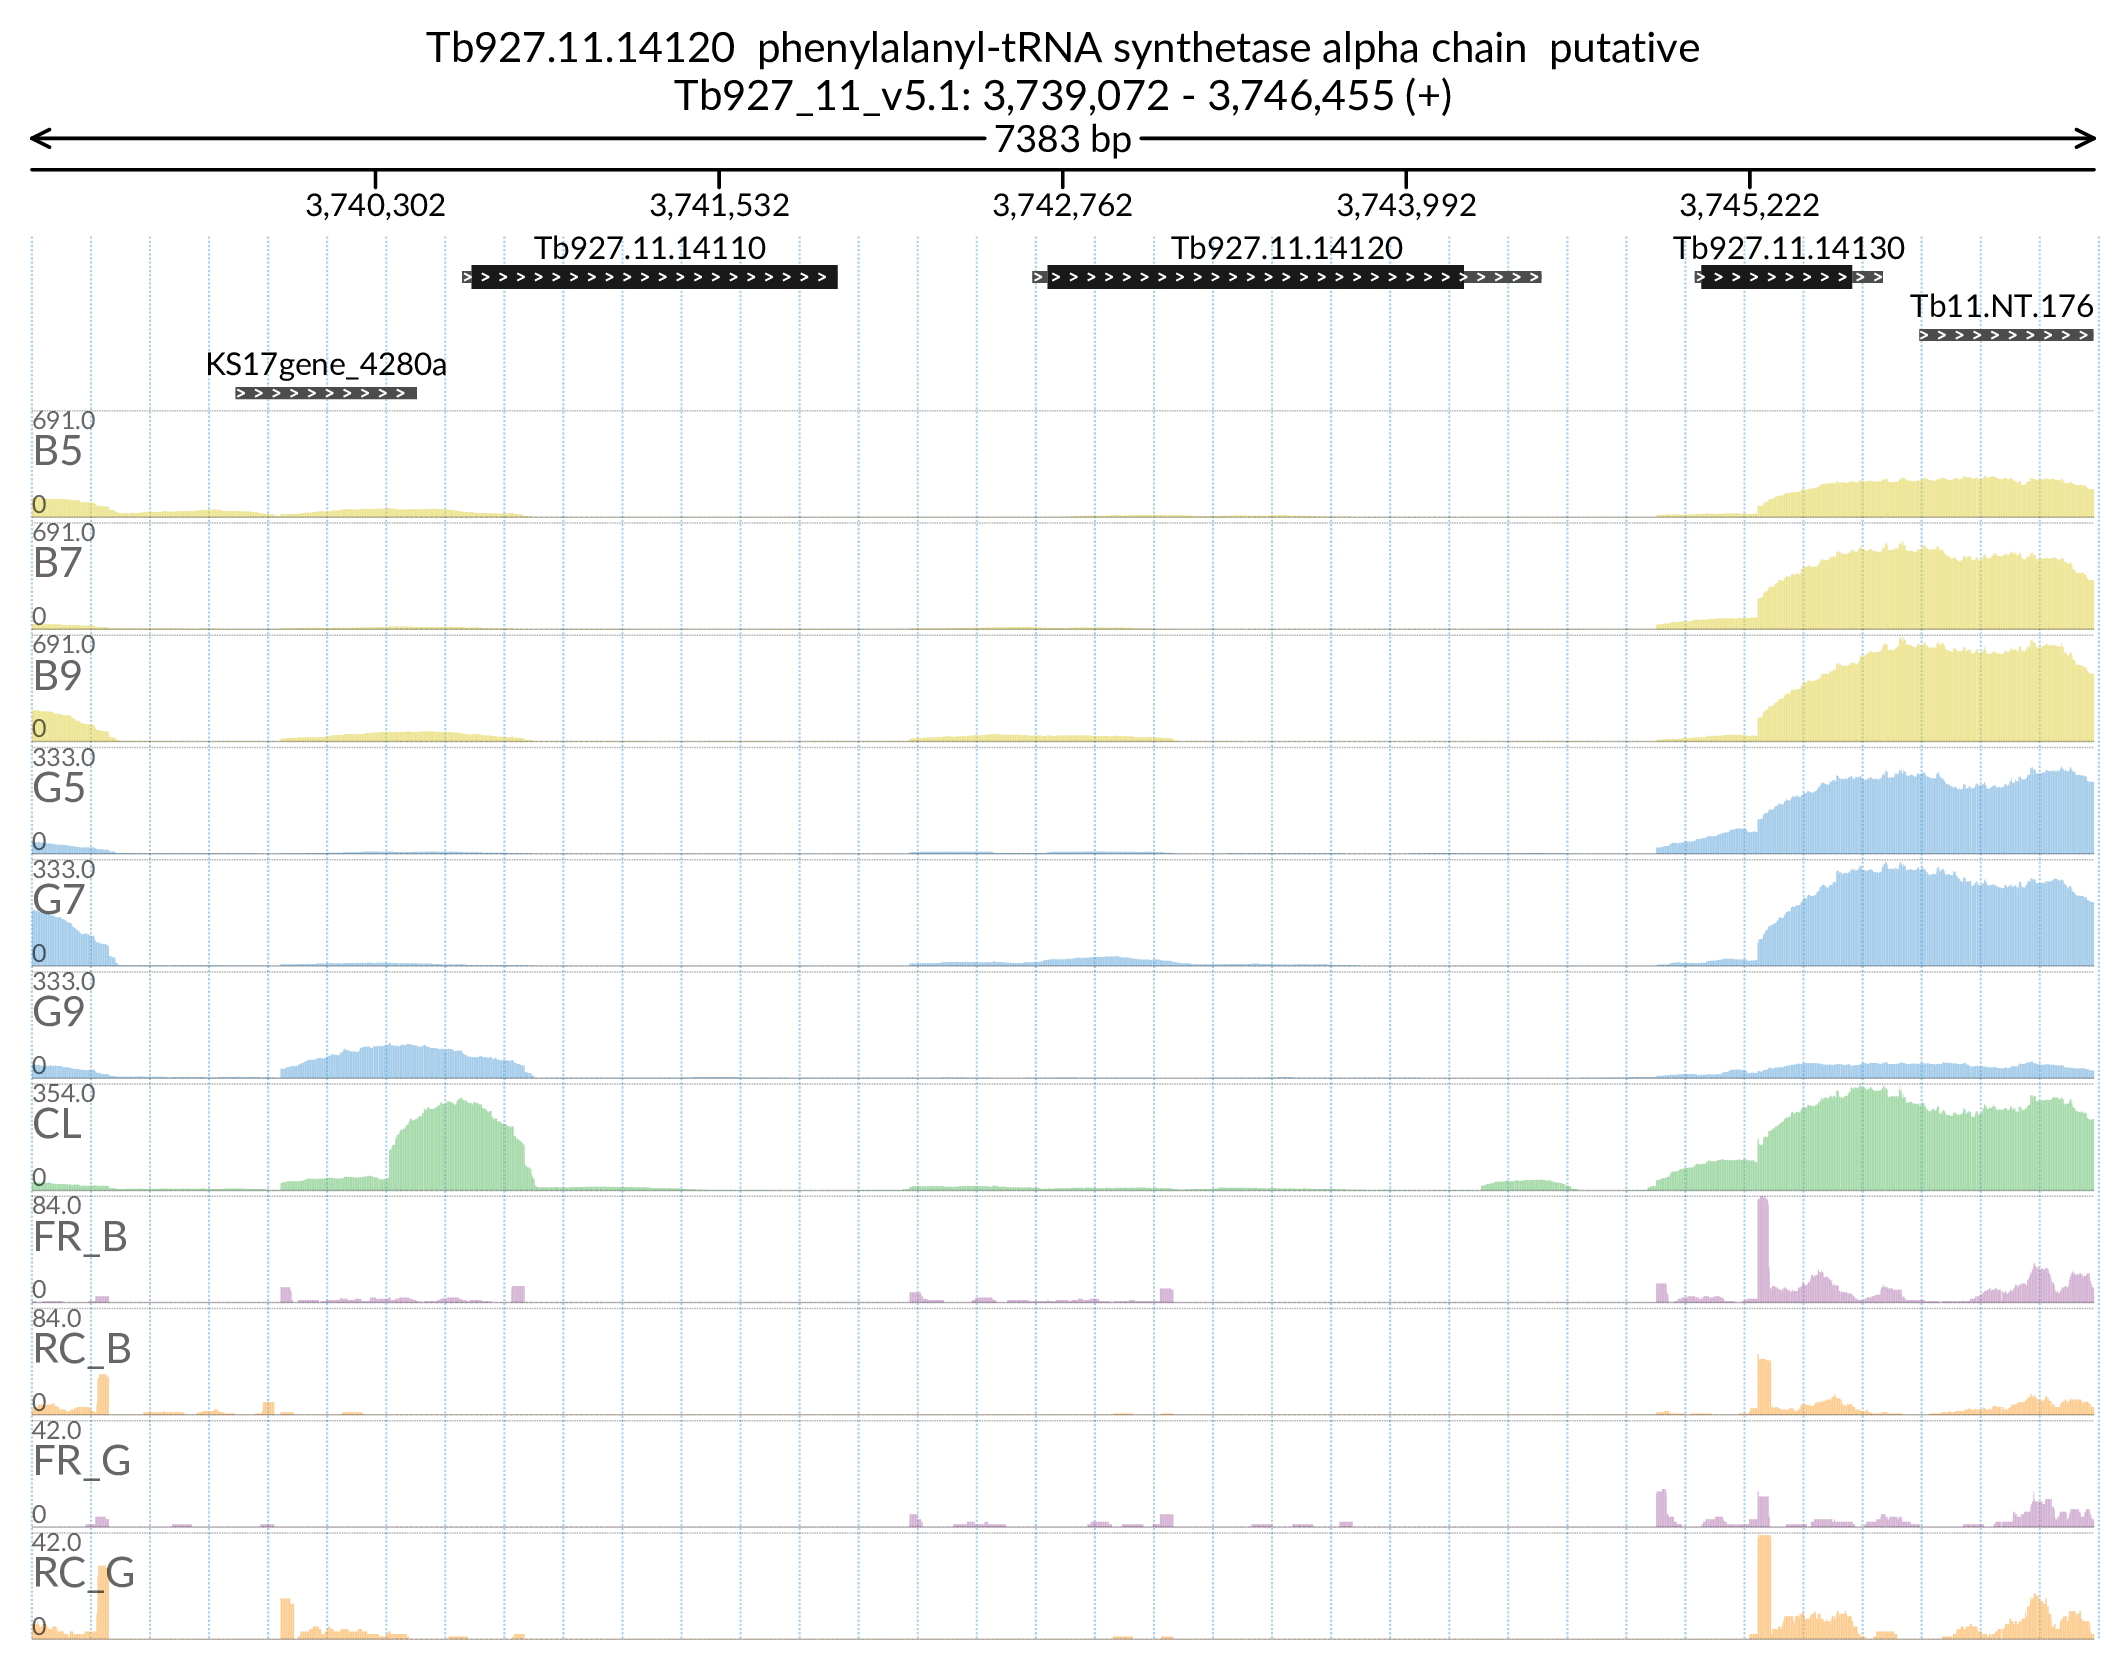 Tb927.11.14120  phenylalanyl-tRNA synthetase alpha chain  putative
Tb927_11_v5.1: 3,739,072 - 3,746,455 (+)
7383 bp
3,740,302 3,741,532 3,742,762 3,743,992 3,745,222
Tb927.11.14110 Tb927.11.14120 Tb927.11.14130
Tb11.NT.176
KS17gene_4280a
691.0
B5
0
691.0
B7
0
691.0
B9
0
333.0
G5
0
333.0
G7
0
333.0
G9
0
354.0
CL
0
84.0
FR_B
0
84.0
RC_B
0
42.0
FR_G
0
42.0
RC_G
0